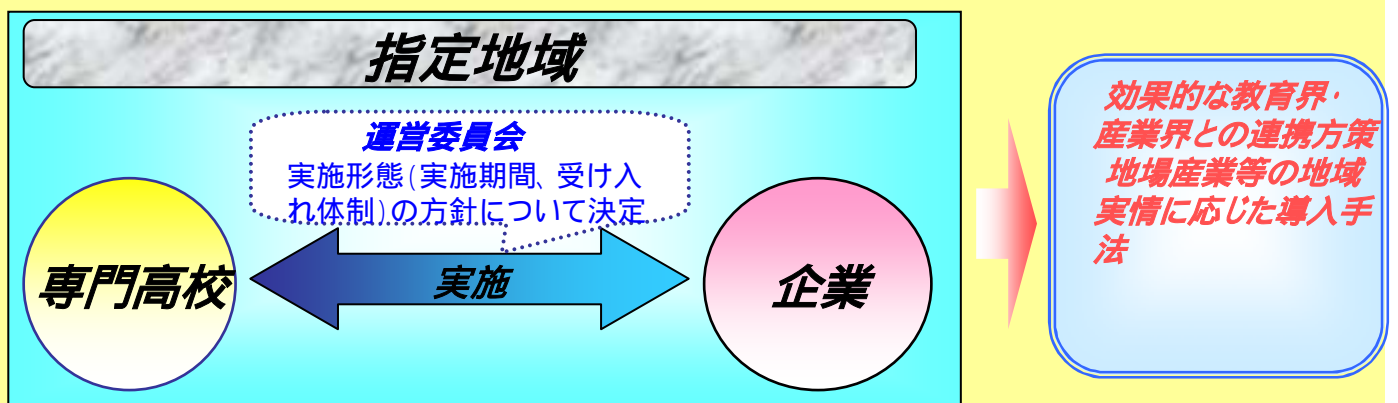 指定地域
運営委員会
実施形態(実施期間、受け入
れ体制)の方針について決定
専門高校
実施
企業
効果的な教育界・
産業界との連携方策
地場産業等の地域
実情に応じた導入手
法